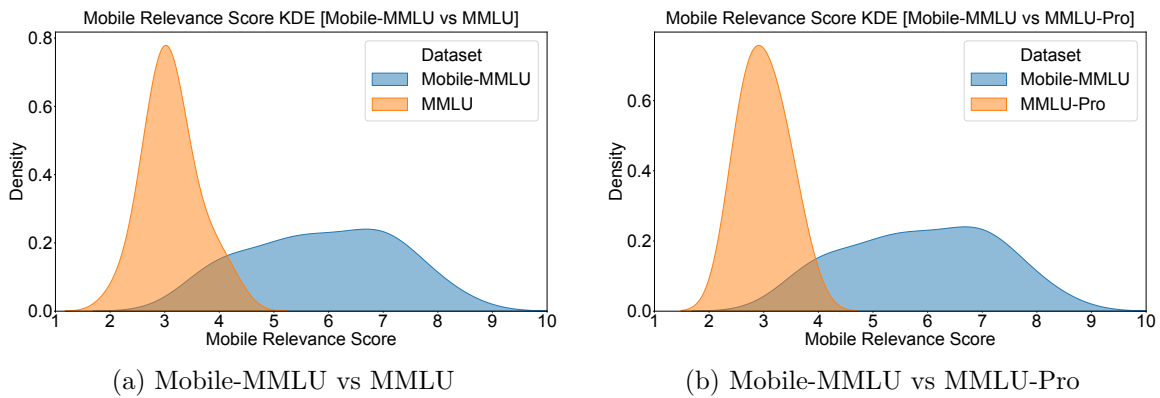 Mobile Relevance Score KDE [Mobile-MMLU vs MMLU]
0.8
0.6
0.4
0.2
0.0
Density
Dataset
Mobile-MMLU
MMLU
1 2 3 4 5 6 7 8 9 10
Mobile Relevance Score
(a) Mobile-MMLU vs MMLU
Mobile Relevance Score KDE [Mobile-MMLU vs MMLU-Pro]
0.6
0.4
0.2
0.0
Density
Dataset
Mobile-MMLU
MMLU-Pro
1 2 3 4 5 6 7 8 9 10
Mobile Relevance Score
(b) Mobile-MMLU vs MMLU-Pro